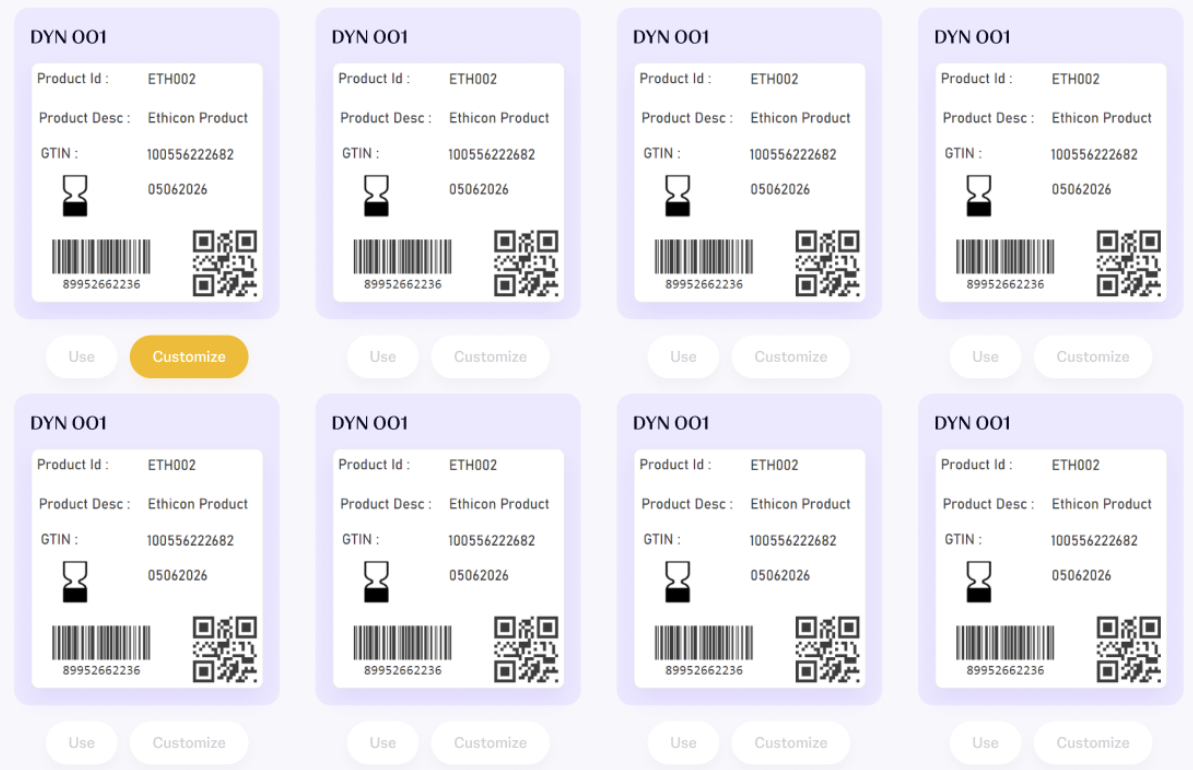 DYN OO1 DYN OO1 DYN OO1 DYN OO1
Product Id : ETH002 Product Id : ETH002 Product Id : ETH002 Product Id : ETH002
Product Desc : Ethicon Product Product Desc : Ethicon Product Product Desc : Ethicon Product Product Desc : Ethicon Product
GTIN : 100556222682 GTIN : 100556222682 GTIN : 100556222682 GTIN : 100556222682
05062026 05062026 05062026 05062026
89952662236 89952662236 89952662236 89952662236
Use Customize Use Customize Use Customize Use Customize
DYN OO1 DYN OO1 DYN OO1 DYN OO1
Product Id : ETH002 Product Id : ETH002 Product Id : ETH002 Product Id : ETH002
Product Desc : Ethicon Product Product Desc : Ethicon Product Product Desc : Ethicon Product Product Desc : Ethicon Product
GTIN : 100556222682 GTIN : 100556222682 GTIN : 100556222682 GTIN : 100556222682
05062026 05062026 05062026 05062026
89952662236 89952662236 89952662236 89952662236
Use Customize Use Customize Use Customize Use Customize